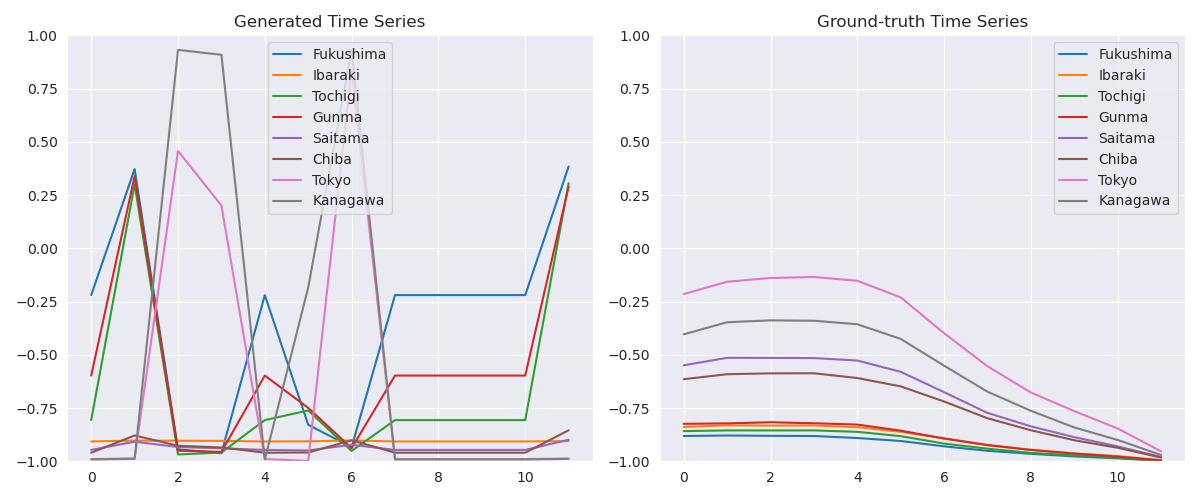 Generated Time Series
1.00
0.75
0.50
0.25
0.00
−0.25
−0.50
−0.75
−1.00
0 2 4 6 8 10
Fukushima
Ibaraki
Tochigi
Gunma
Saitama
Chiba
Tokyo
Kanagawa
Ground-truth Time Series
1.00
0.75
0.50
0.25
0.00
−0.25
−0.50
−0.75
−1.00
0 2 4 6 8 10
Fukushima
Ibaraki
Tochigi
Gunma
Saitama
Chiba
Tokyo
Kanagawa